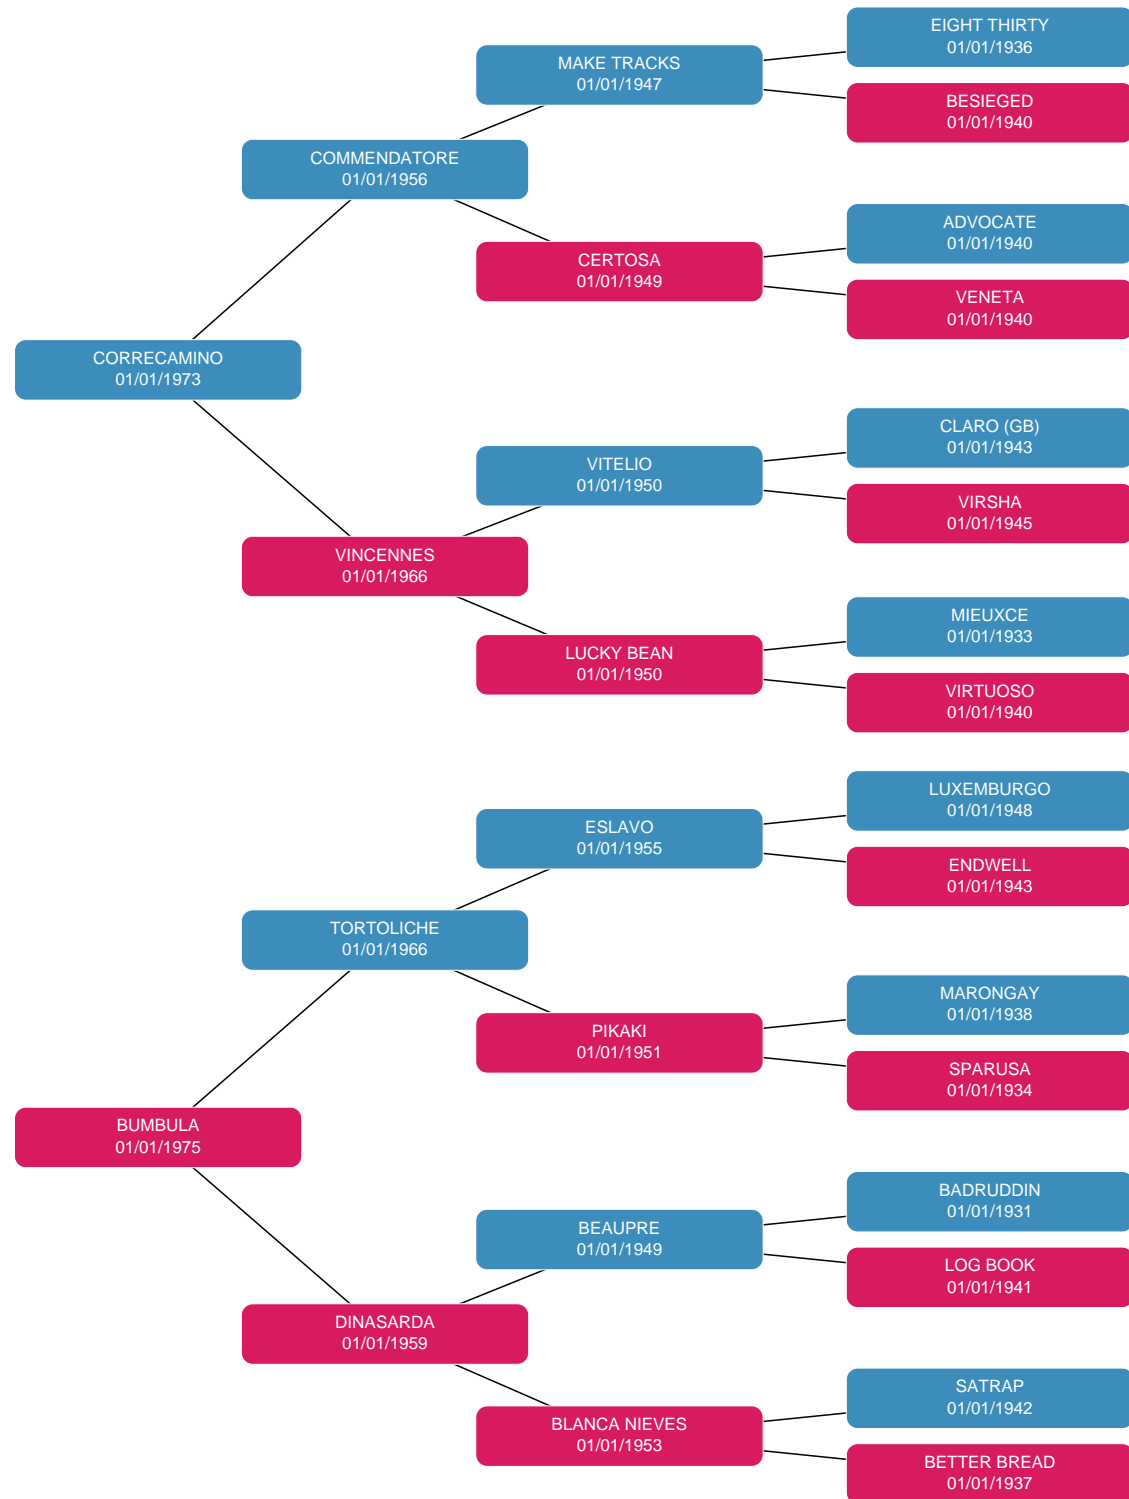 EIGHT THIRTY
01/01/1936
MAKE TRACKS
01/01/1947
BESIEGED
01/01/1940
COMMENDATORE
01/01/1956
ADVOCATE
01/01/1940
CERTOSA
01/01/1949
VENETA
01/01/1940
CORRECAMINO
01/01/1973
CLARO (GB)
01/01/1943
VITELIO
01/01/1950
VIRSHA
01/01/1945
VINCENNES
01/01/1966
MIEUXCE
01/01/1933
LUCKY BEAN
01/01/1950
VIRTUOSO
01/01/1940
LUXEMBURGO
01/01/1948
ESLAVO
01/01/1955
ENDWELL
01/01/1943
TORTOLICHE
01/01/1966
MARONGAY
01/01/1938
PIKAKI
01/01/1951
SPARUSA
01/01/1934
BUMBULA
01/01/1975
BADRUDDIN
01/01/1931
BEAUPRE
01/01/1949
LOG BOOK
01/01/1941
DINASARDA
01/01/1959
SATRAP
01/01/1942
BLANCA NIEVES
01/01/1953
BETTER BREAD
01/01/1937